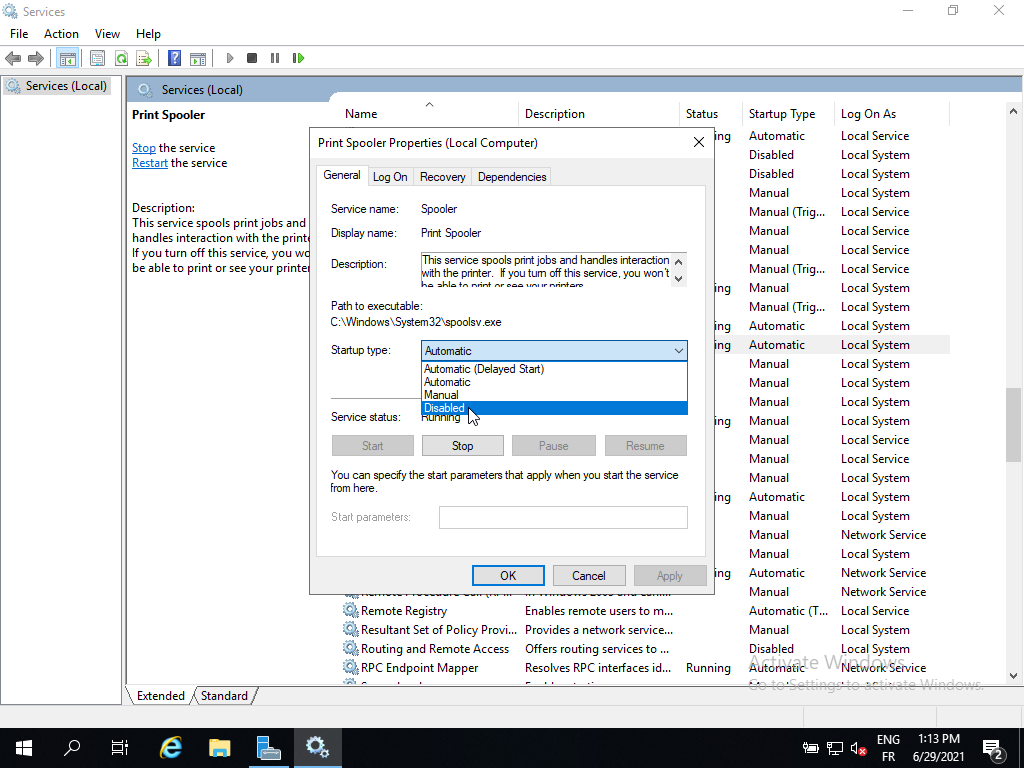 Services
File Action View Help
Services (Local)
Services (Local)
Print Spooler
Stop the service
Restart the service
Description:
This service spools print jobs and
handles interaction with the printe
If you turn off this service, you wo
be able to print or see your printer
Name Description Status Startup Type Log On As
ing Automatic Local Service
Disabled Local System
Disabled Local System
Manual Local System
Manual (Trig... Local Service
Manual Local Service
Manual Local System
Manual (Trig... Local Service
ing Manual Local System
Manual (Trig... Local System
ing Automatic Local System
ing Automatic Local System
Manual Local System
Manual Local System
Manual Local System
ing Manual Local System
Manual Local Service
Manual Local Service
Manual Local System
ing Automatic Local System
Manual Local System
Manual Network Service
Manual Local System
ing Automatic Network Service
Manual Network Service
Remote Registry Enables remote users to m... Automatic (T... Local Service
Resultant Set of Policy Provi... Provides a network service... Manual Local System
Routing and Remote Access Offers routing services to ... Disabled Local System
RPC Endpoint Mapper Resolves RPC interfaces id... Running Automatic Network Service
Print Spooler Properties (Local Computer)
General Log On Recovery Dependencies
Service name: Spooler
Display name: Print Spooler
Description: This service spools print jobs and handles interaction
with the printer. If you turn off this service, you won't
be able to print or see your printers
Path to executable:
C:\Windows\System32\spoolsv.exe
Startup type: Automatic
Automatic (Delayed Start)
Automatic
Manual
Disabled
Service status: Running
Start Stop Pause Resume
You can specify the start parameters that apply when you start the service
from here.
Start parameters:
OK Cancel Apply
Activate Windows
Go to Settings to activate Windows.
Extended Standard
ENG
FR
1:13 PM
6/29/2021
2